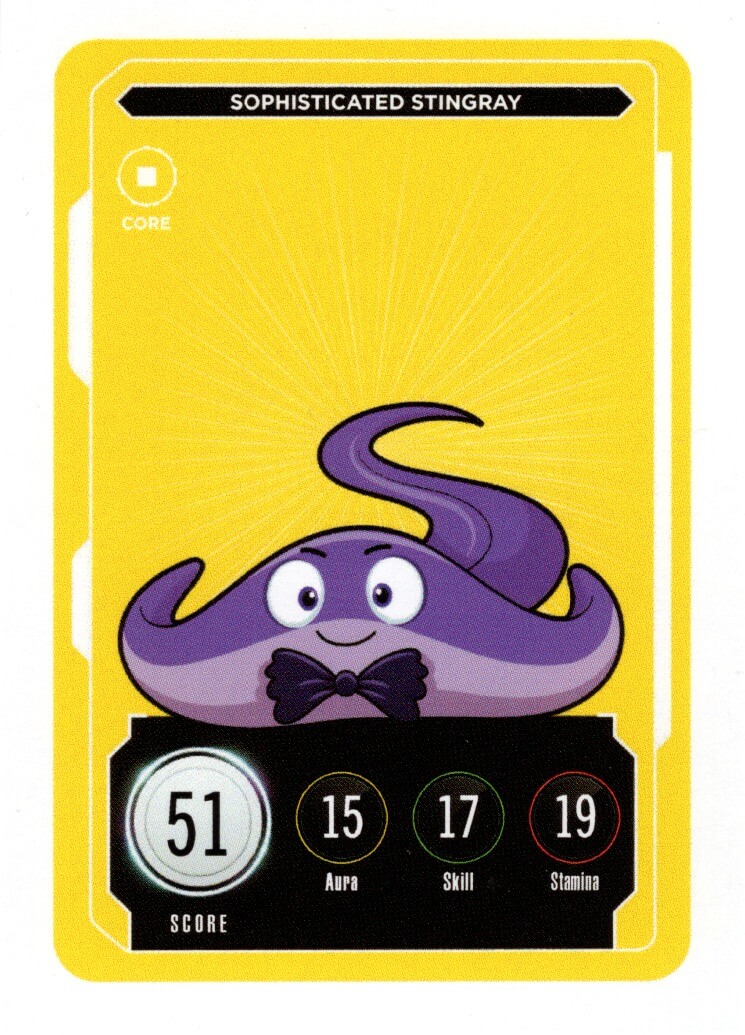 SOPHISTICATED STINGRAY
CORE
51
15
17
19
Aura
Skill
Stamina
SCORE